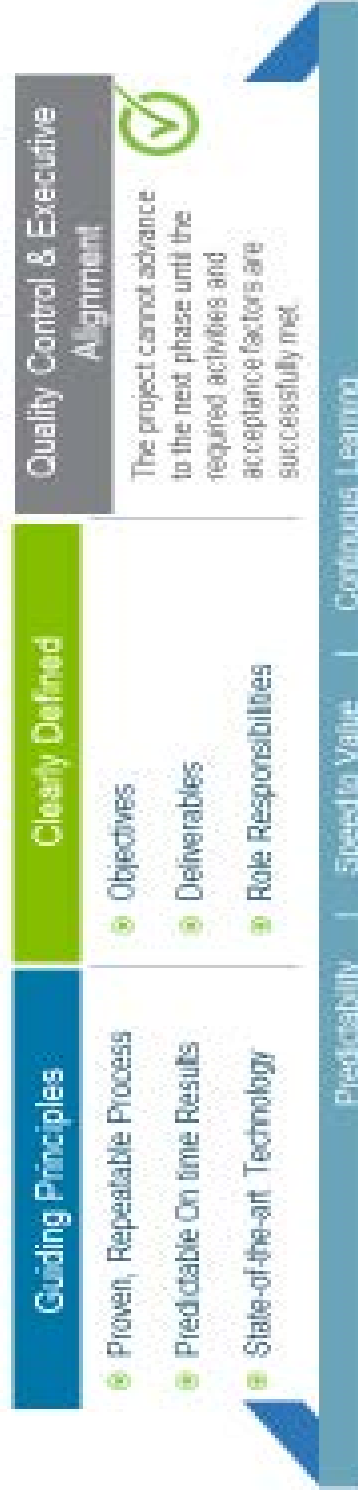 Guiding Principles
Proven, Repeatable Process
Predictable On time Results
State-of-the-art Technology
Clearly Defined
Objectives
Deliverables
Role Responsibilities
Quality Control & Executive
Alignment
The project cannot advance
to the next phase until the
required activities and
acceptance factors are
successfully met.
Predictability | Speed to Value | Continuous Learning